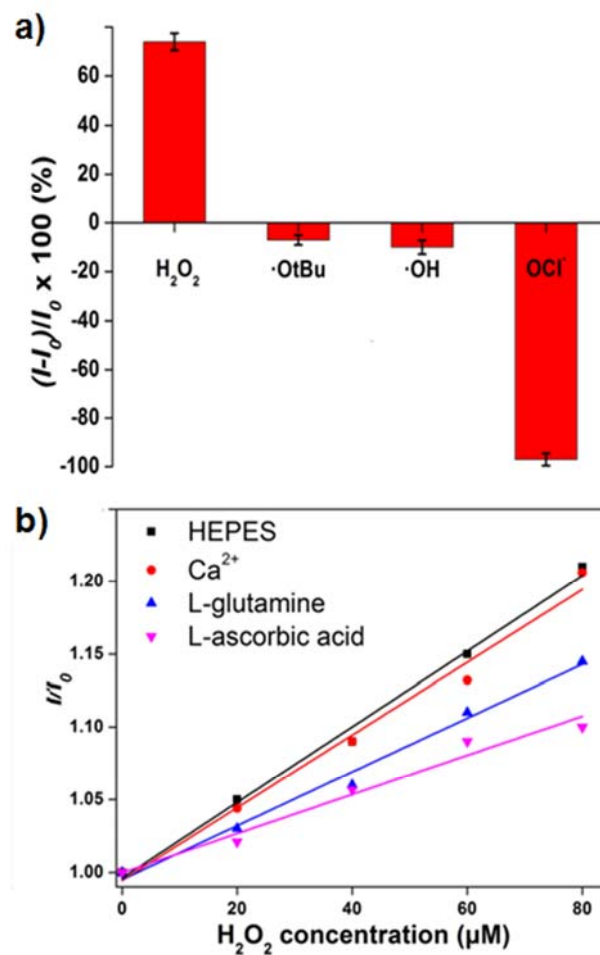 a)
(I-I₀)/I₀ x 100 (%)
60
40
20
0
-20
-40
-60
-80
-100
H₂O₂
·OtBu
·OH
OCl⁻
b)
HEPES
Ca²⁺
L-glutamine
L-ascorbic acid
I/I₀
1.20
1.15
1.10
1.05
1.00
0
20
40
60
80
H₂O₂ concentration (μM)